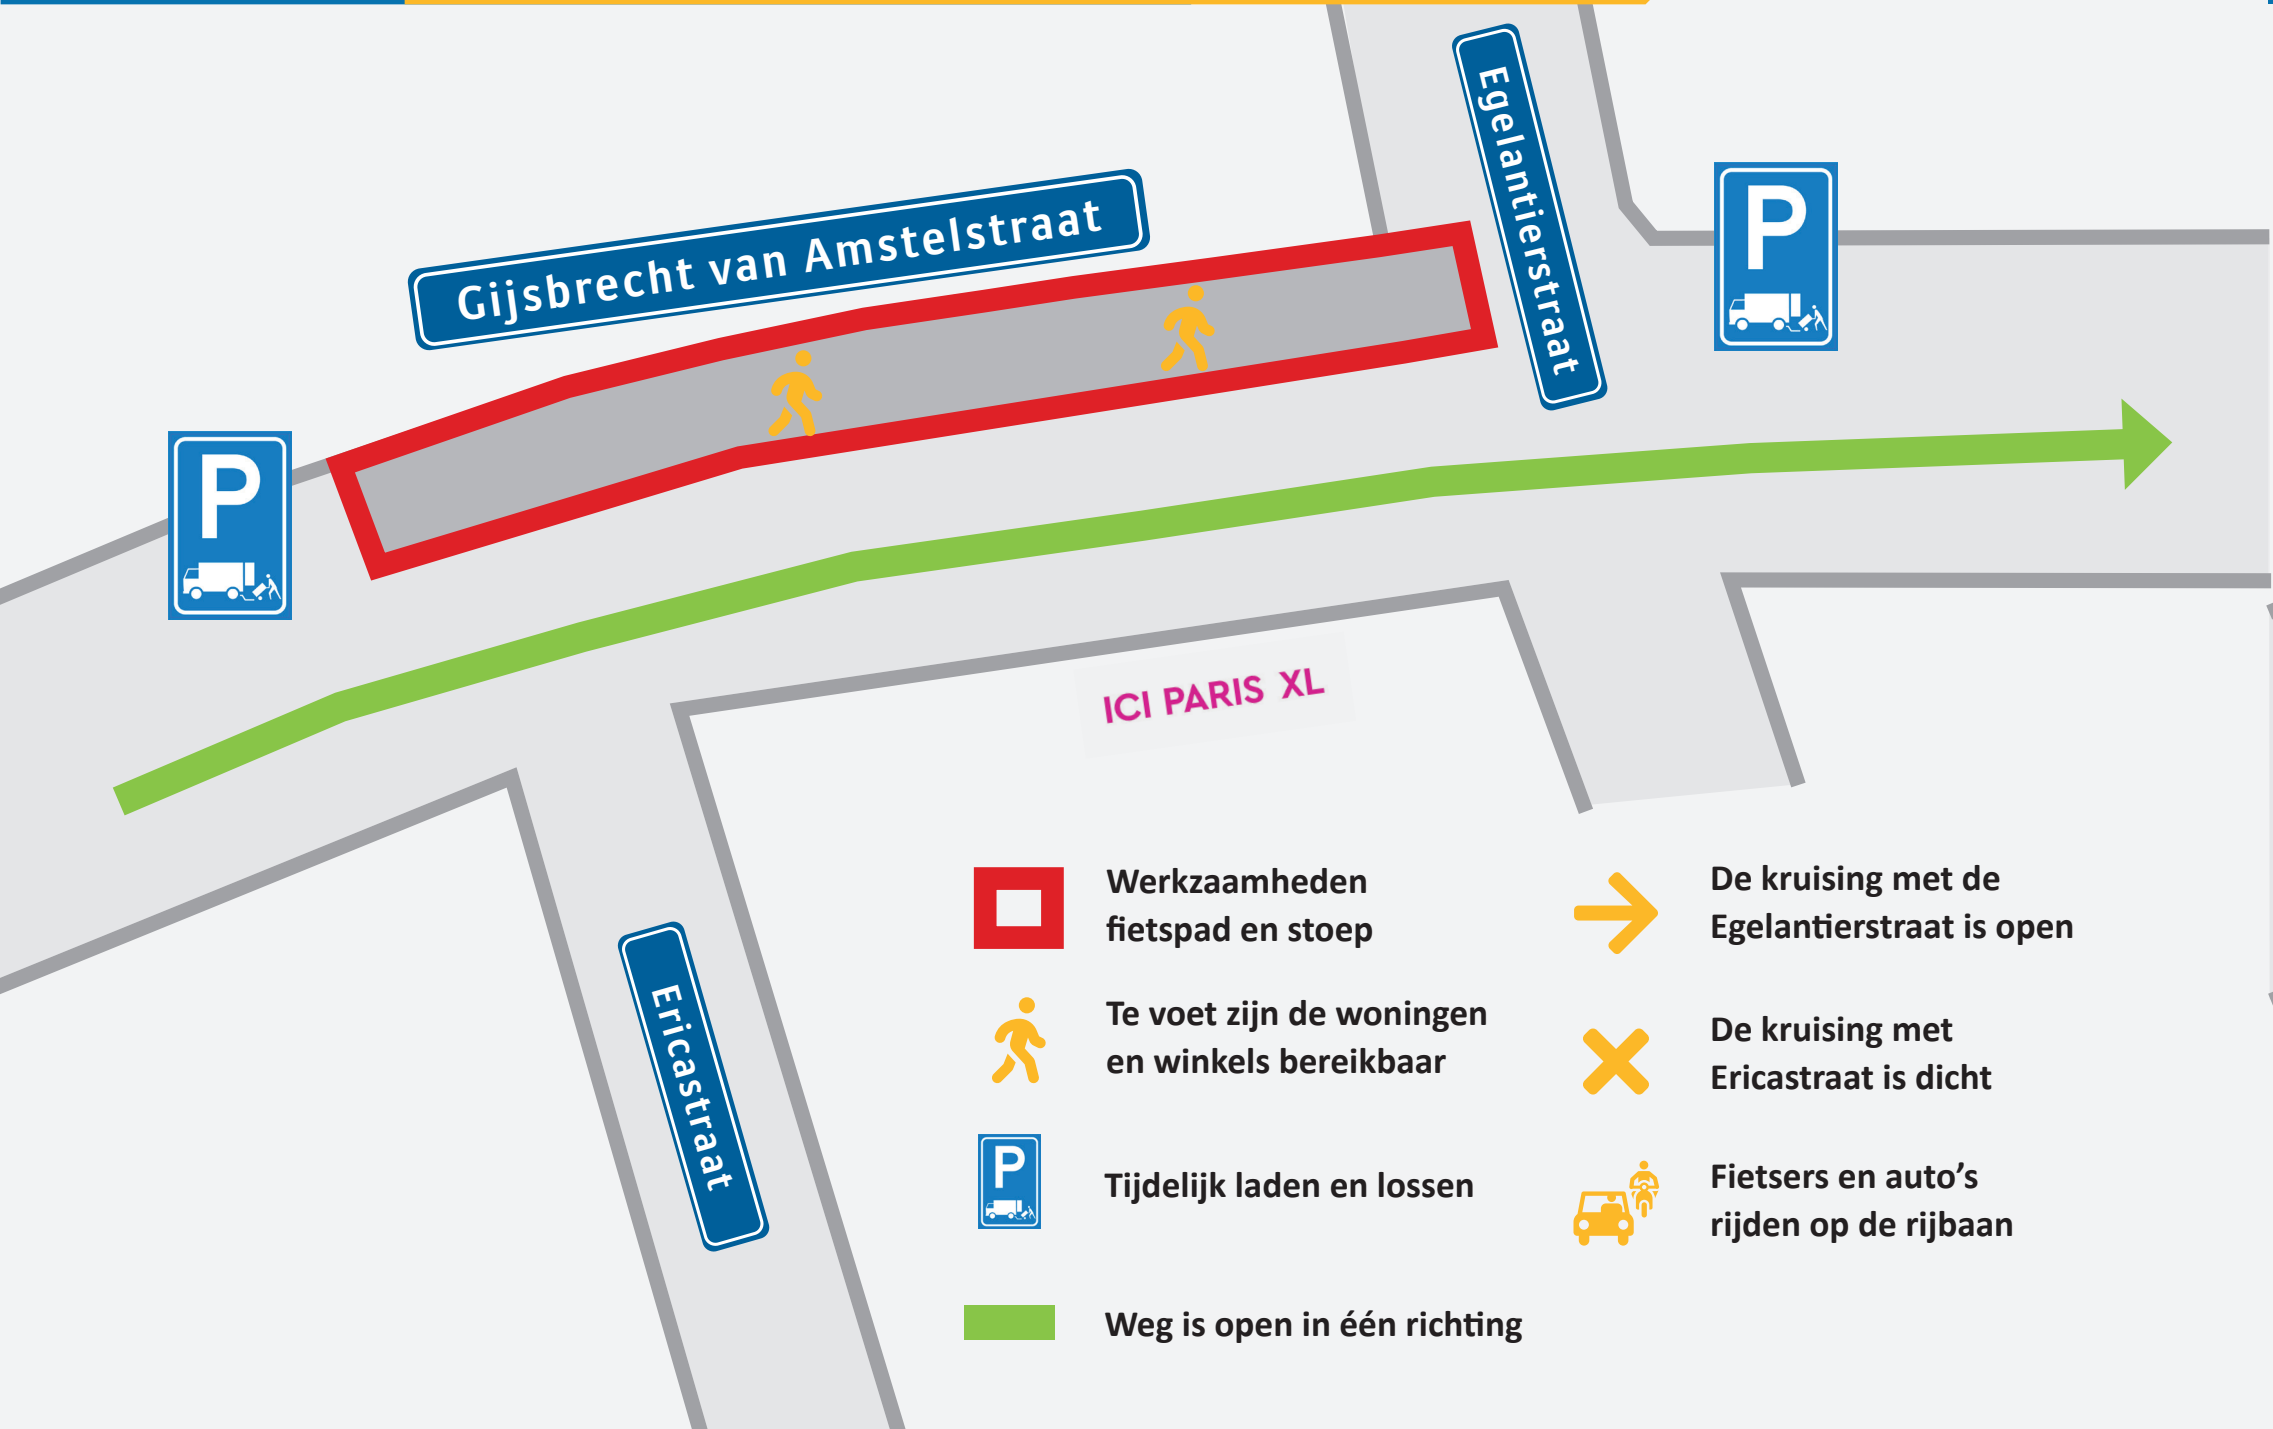 Gijsbrecht van Amstelstraat
Egelantierstraat
P
P
ICI PARIS XL
Ericastraat
Werkzaamheden
fietspad en stoep
Te voet zijn de woningen
en winkels bereikbaar
P
Tijdelijk laden en lossen
Weg is open in één richting
De kruising met de
Egelantierstraat is open
De kruising met
Ericastraat is dicht
Fietsers en auto’s
rijden op de rijbaan